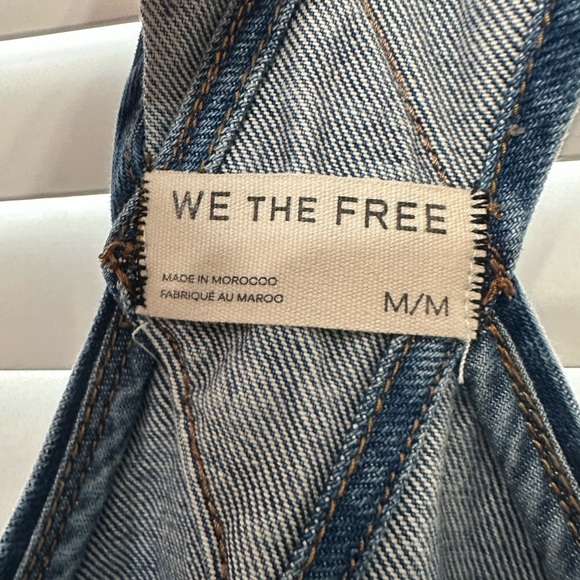 WE THE FREE
MADE IN MOROCCO
FABRIQUÉ AU MAROC
M/M